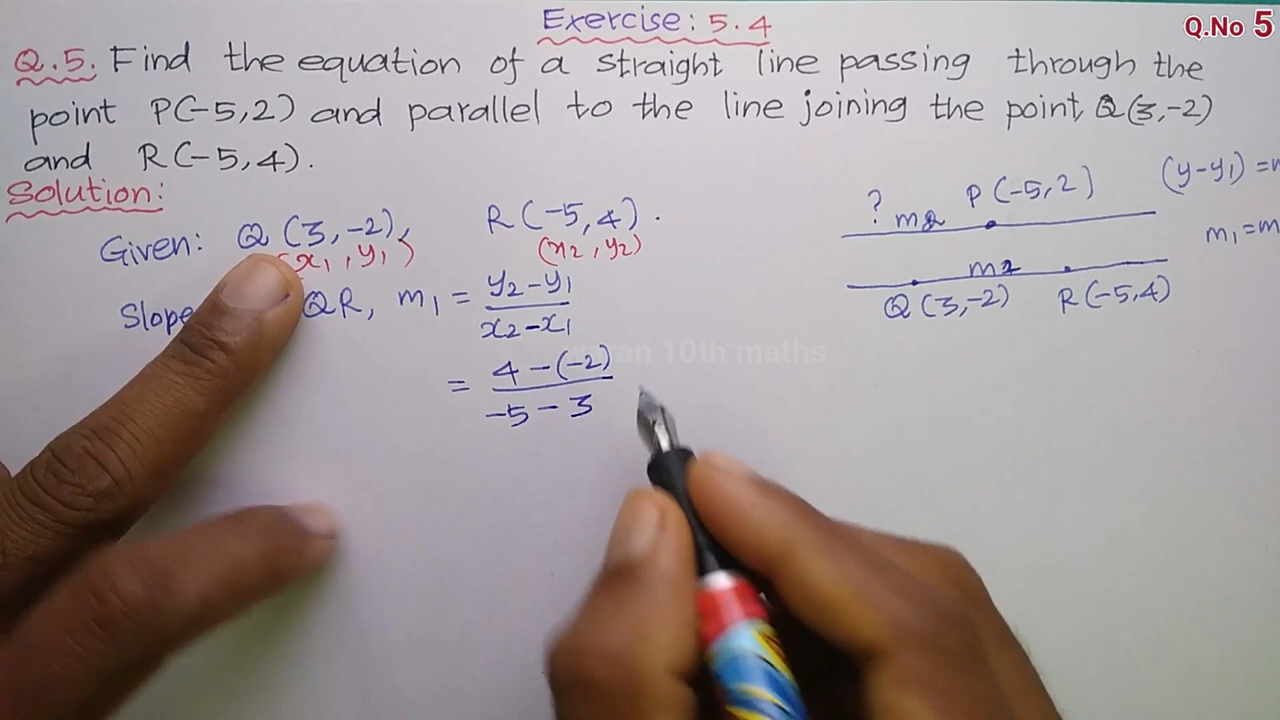 Exercise: 5.4
Q.No 5
Q.5. Find the equation of a straight line passing through the
point P(-5,2) and parallel to the line joining the point, Q(3,-2)
and R(-5,4).
Solution:
Given: Q(3,-2), R(-5,4).
(x₁, y₁) (x₂, y₂)
Slope QR, m₁ = y₂-y₁
x₂-x₁
= 4-(-2)
-5-3
? m₂ P(-5,2)
(y-y₁) =
m₁=m
Q(3,-2) R(-5,4)
10th maths